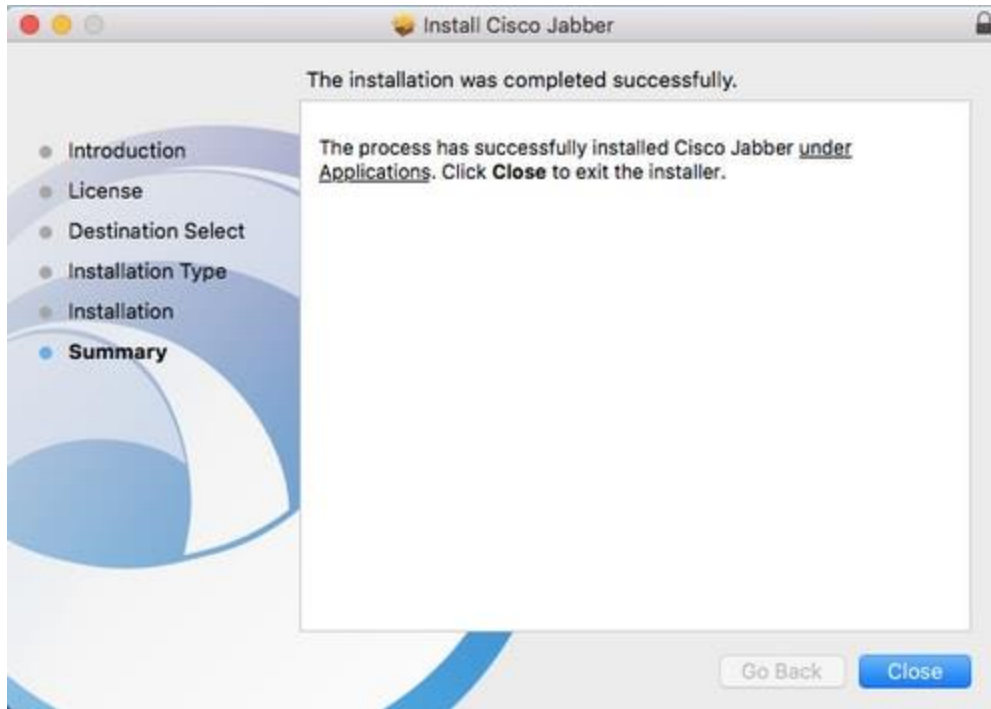 Install Cisco Jabber
The installation was completed successfully.
Introduction
License
Destination Select
Installation Type
Installation
Summary
The process has successfully installed Cisco Jabber under
Applications. Click Close to exit the installer.
Go Back
Close